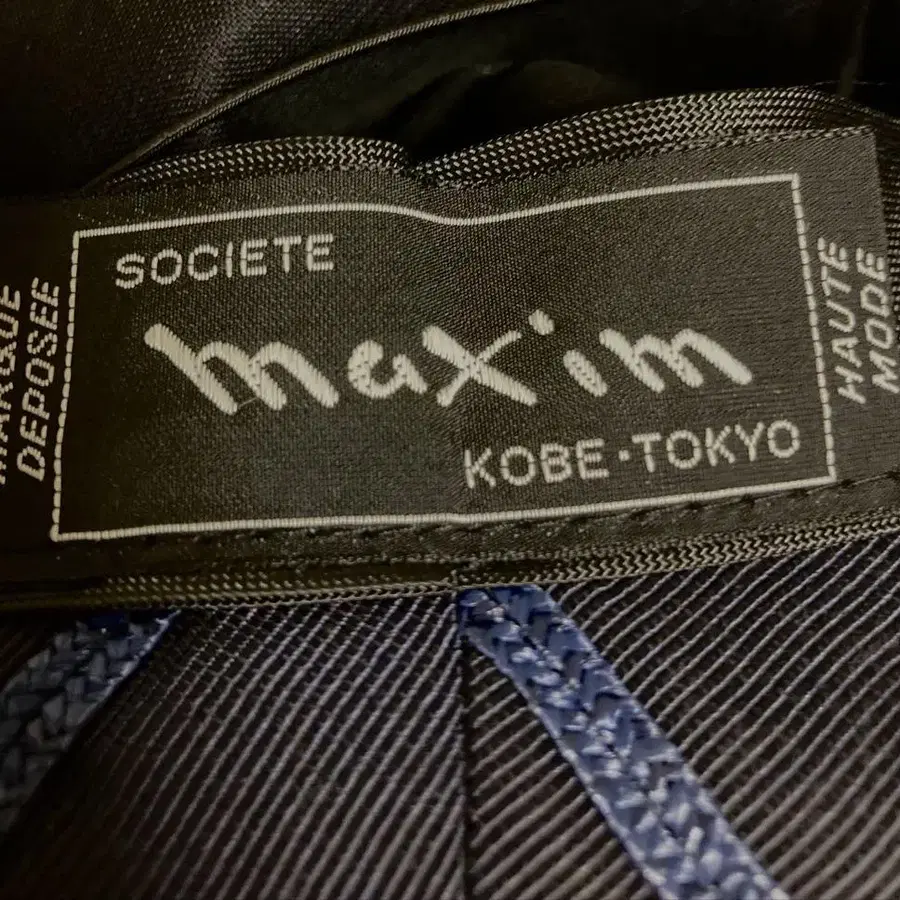 MARQUE
DEPOSEE
SOCIETE
maxim
KOBE·TOKYO
HAUTE
MODE